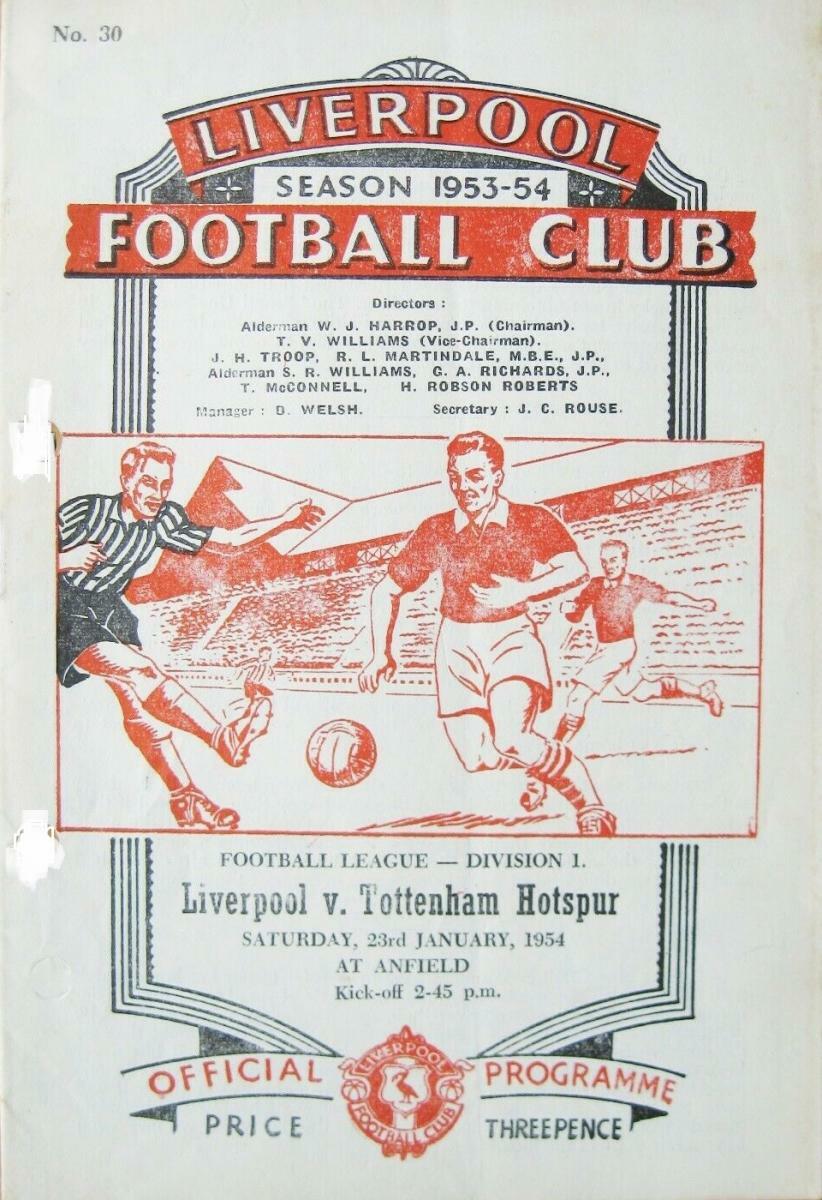 No. 30
LIVERPOOL
SEASON 1953-54
FOOTBALL CLUB
Directors :
Alderman W. J. HARROP, J.P. (Chairman).
T. V. WILLIAMS (Vice-Chairman).
J. H. TROOP, R. L. MARTINDALE, M.B.E., J.P.,
Alderman S. R. WILLIAMS, G. A. RICHARDS, J.P.,
T. McCONNELL, H. ROBSON ROBERTS
Manager : D. WELSH. Secretary : J. C. ROUSE.
FOOTBALL LEAGUE — DIVISION 1.
Liverpool v. Tottenham Hotspur
SATURDAY, 23rd JANUARY, 1954
AT ANFIELD
Kick-off 2-45 p.m.
OFFICIAL PROGRAMME
LIVERPOOL
FOOTBALL CLUB
PRICE THREEPENCE